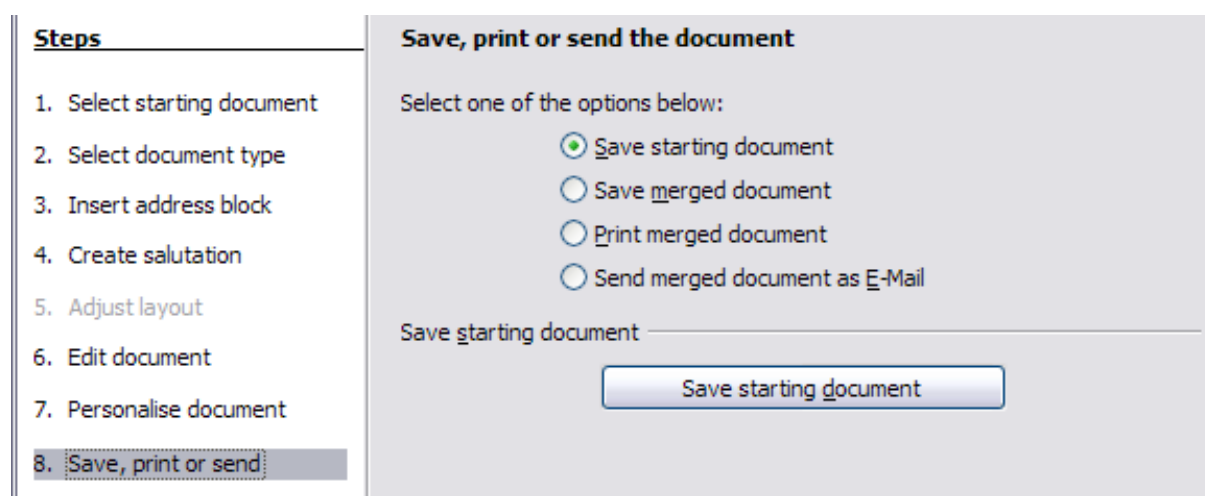 Steps
1. Select starting document
2. Select document type
3. Insert address block
4. Create salutation
5. Adjust layout
6. Edit document
7. Personalise document
8. Save, print or send
Save, print or send the document
Select one of the options below:
Save starting document
Save merged document
Print merged document
Send merged document as E-Mail
Save starting document
Save starting document